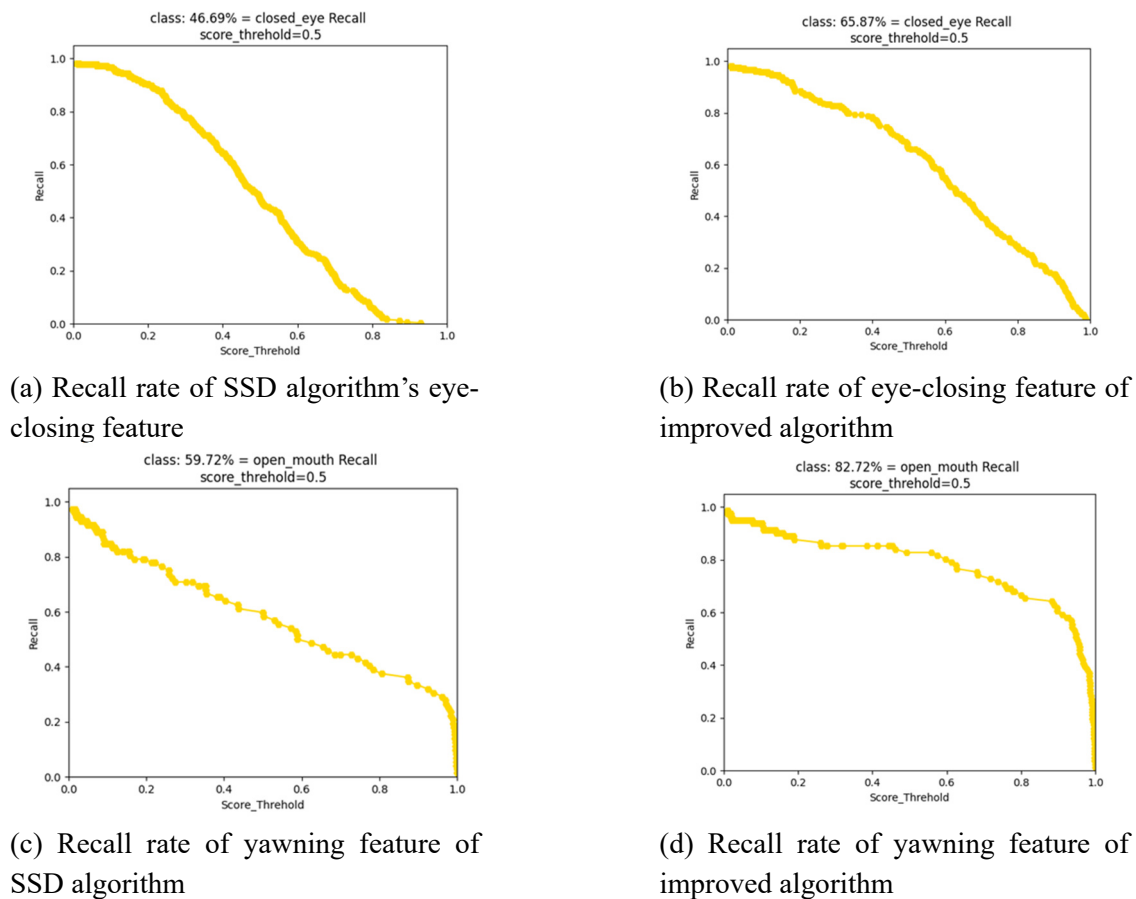 class: 46.69% = closed_eye Recall
score_threhold=0.5
1.0
0.8
0.6
0.4
0.2
0.0
Recall
0.0 0.2 0.4 0.6 0.8 1.0
Score_Threhold
(a) Recall rate of SSD algorithm’s eye-
closing feature
class: 65.87% = closed_eye Recall
score_threhold=0.5
1.0
0.8
0.6
0.4
0.2
0.0
Recall
0.0 0.2 0.4 0.6 0.8 1.0
Score_Threhold
(b) Recall rate of eye-closing feature of
improved algorithm
class: 59.72% = open_mouth Recall
score_threhold=0.5
1.0
0.8
0.6
0.4
0.2
0.0
Recall
0.0 0.2 0.4 0.6 0.8 1.0
Score_Threhold
(c) Recall rate of yawning feature of
SSD algorithm
class: 82.72% = open_mouth Recall
score_threhold=0.5
1.0
0.8
0.6
0.4
0.2
0.0
Recall
0.0 0.2 0.4 0.6 0.8 1.0
Score_Threhold
(d) Recall rate of yawning feature of
improved algorithm